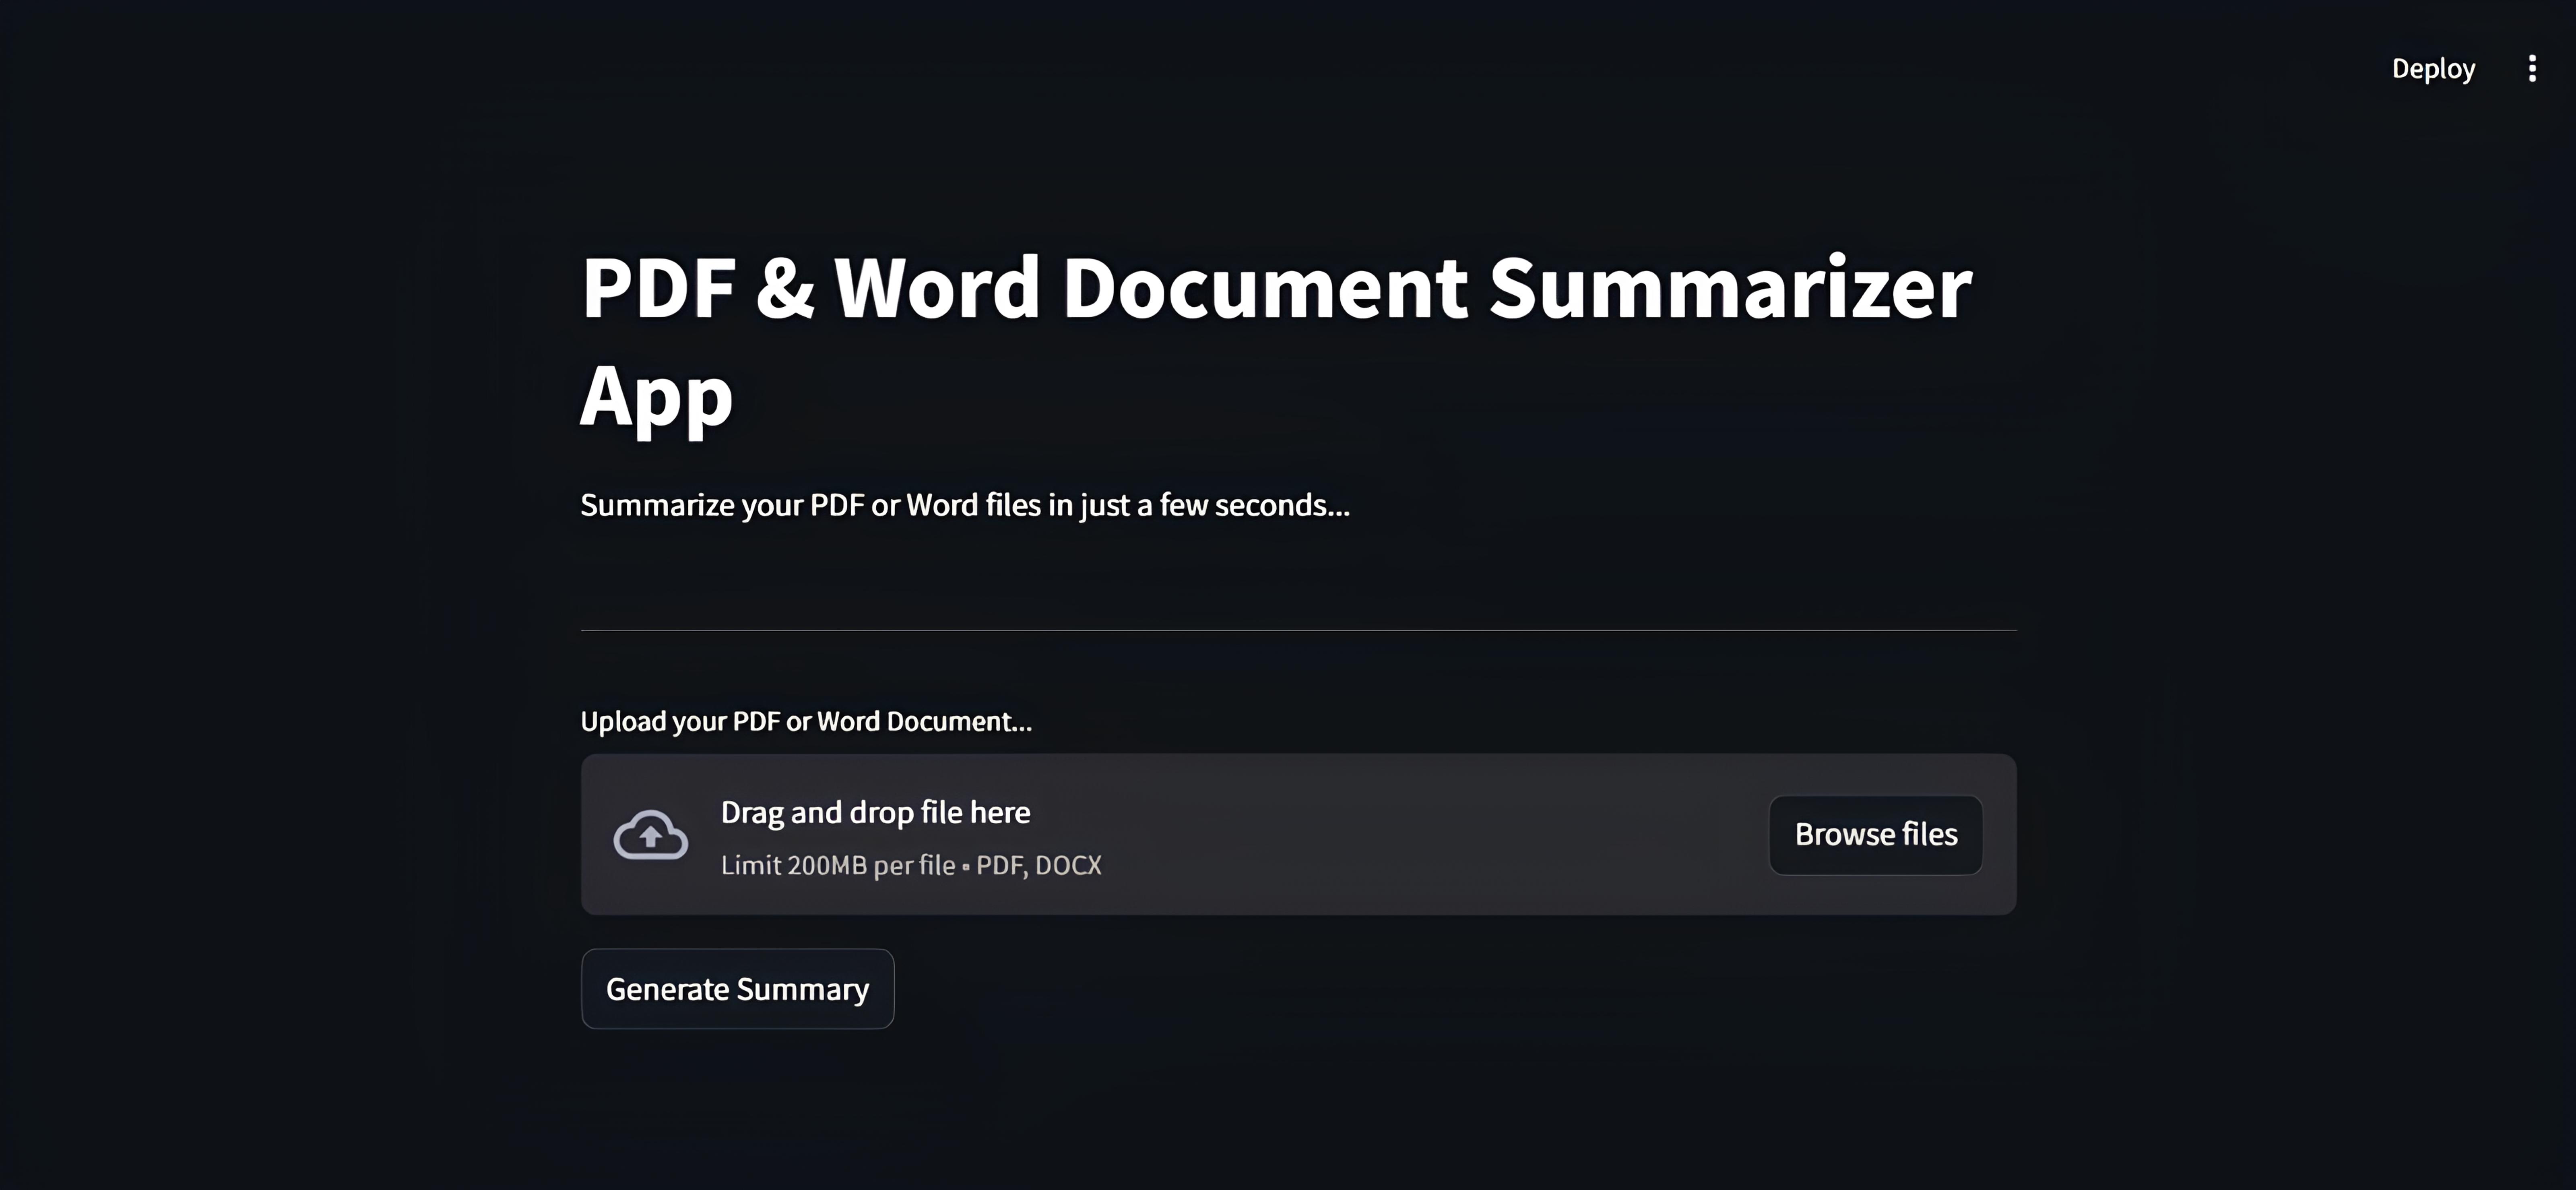 Deploy
PDF & Word Document Summarizer
App
Summarize your PDF or Word files in just a few seconds...
Upload your PDF or Word Document...
Drag and drop file here
Limit 200MB per file • PDF, DOCX
Browse files
Generate Summary